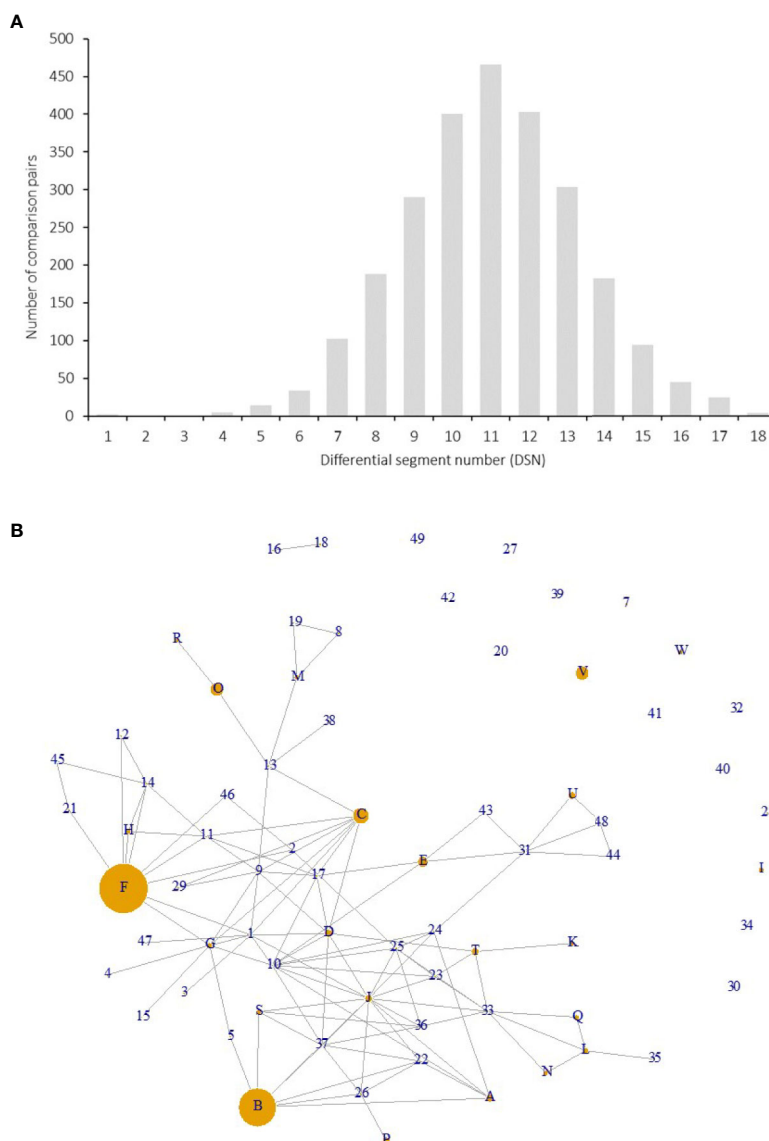 A
500
450
400
350
300
250
200
150
100
50
0
Number of comparison pairs
1 2 3 4 5 6 7 8 9 10 11 12 13 14 15 16 17 18
Differential segment number (DSN)
B
16 18 49 27
42 39 7
19 8
R M 20 V W
O
38 41 32
12
45 13 40
14 46
21 C U 43 48
H 11 2 31 44
F 29 9 17 E
47 G 1 D 24
25 T K 34
4 10 23
3 30
15 S J 33 Q
5 37 36
22 L 35
26 N
B A